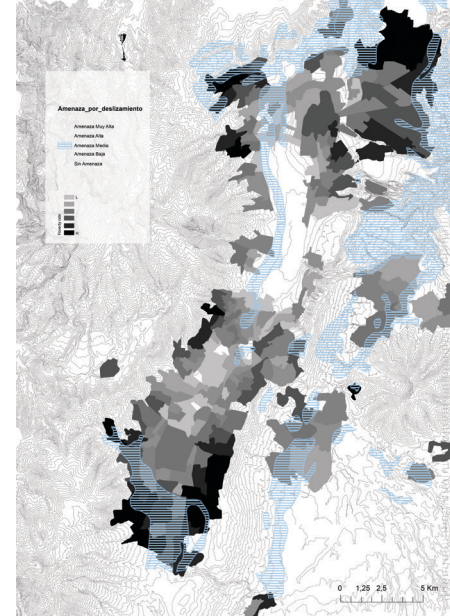 Amenaza_por_deslizamiento
Amenaza Muy Alta
Amenaza Alta
Amenaza Media
Amenaza Baja
Sin Amenaza
L
H
0 1,25 2,5 5 Km